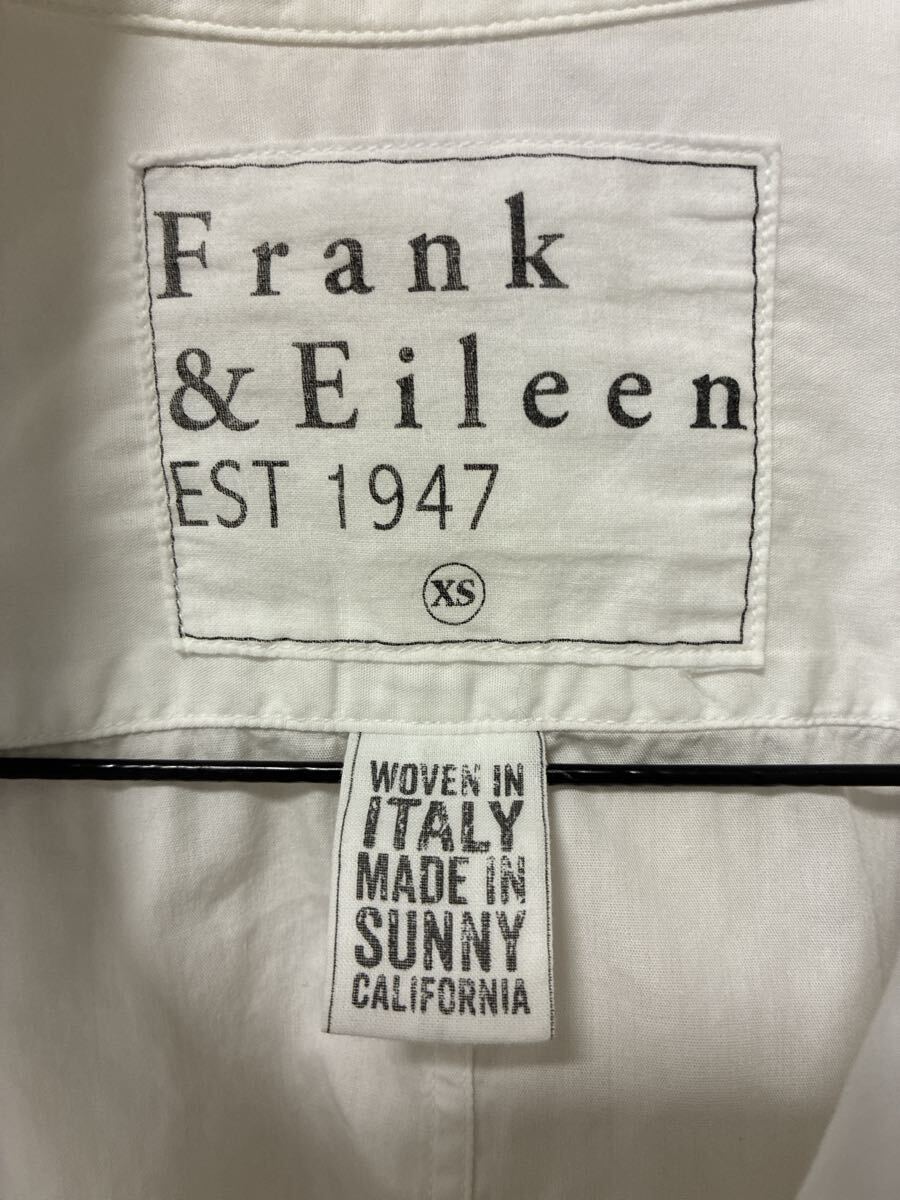 Frank
& Eileen
EST 1947
XS
WOVEN IN
ITALY
MADE IN
SUNNY
CALIFORNIA